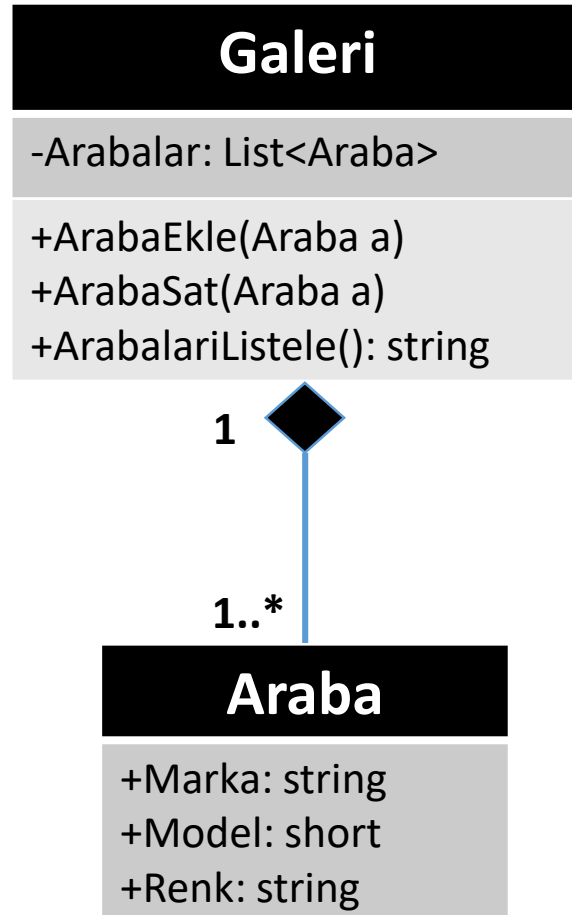 Galeri
-Arabalar: List<Araba>
+ArabaEkle(Araba a)
+ArabaSat(Araba a)
+ArabalariListele(): string
1
1..*
Araba
+Marka: string
+Model: short
+Renk: string